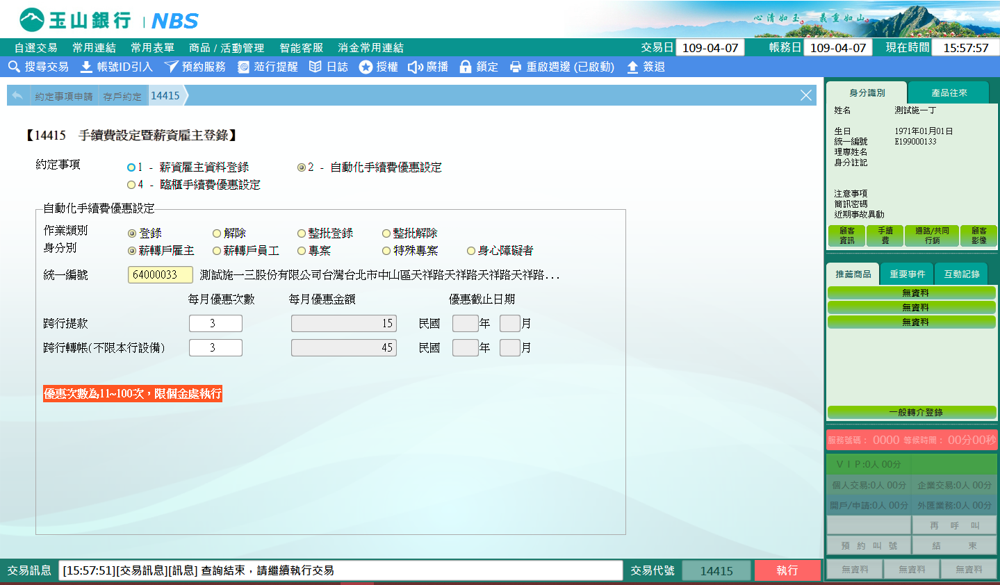 玉山銀行 | NBS
心清如玉。義重如山。
自選交易 常用連結 常用表單 商品 / 活動管理 智能客服 消金常用連結 交易日 109-04-07 帳務日 109-04-07 現在時間 15:57:57
搜尋交易 帳號ID引入 預約服務 蒞行提醒 日誌 授權 廣播 鎖定 重啟週邊 (已啟動) 簽退
約定事項申請 存戶約定 14415
【14415 手續費設定暨薪資雇主登錄】
約定事項
1 - 薪資雇主資料登錄 2 - 自動化手續費優惠設定
4 - 臨櫃手續費優惠設定
自動化手續費優惠設定
作業類別 登錄 解除 整批登錄 整批解除
身分別 薪轉戶雇主 薪轉戶員工 專案 特殊專案 身心障礙者
統一編號 64000033 測試施一三股份有限公司台灣台北市中山區天祥路天祥路天祥路天祥路...
每月優惠次數 每月優惠金額 優惠截止日期
跨行提款 3 15 民國 年 月
跨行轉帳(不限本行設備) 3 45 民國 年 月
優惠次數為11~100次，限個金處執行
身分識別 產品往來
姓名 測試施一丁
生日 1971年01月01日
統一編號 E199000133
理專姓名
身分註記
注意事項
簡訊密碼
近期事故異動
顧客資訊 手續費 通路/共同行銷 顧客影像
推薦商品 重要事件 互動記錄
無資料
無資料
無資料
一般轉介登錄
服務號碼： 0000 等候時間： 00分00秒
ＶＩＰ:0人 00分
個人交易:0人 00分 企業交易:0人 00分
開戶/申請:0人 00分 外匯業務:0人 00分
再 呼 叫
預 約 叫 號 結 束
無資料 無資料 無資料
交易訊息 [15:57:51][交易訊息][訊息] 查詢結束，請繼續執行交易 交易代號 14415 執行